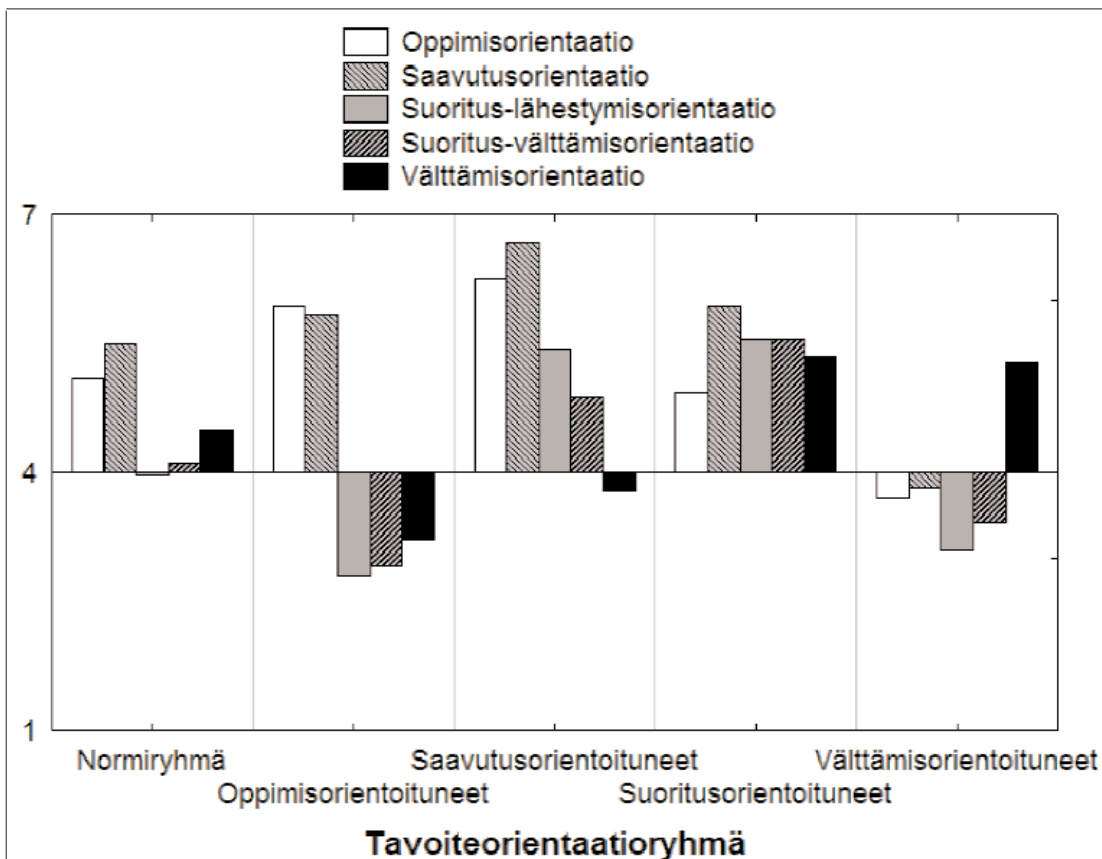 Oppimisorientaatio
Saavutusorientaatio
Suoritus-lähestymisorientaatio
Suoritus-välttämisorientaatio
Välttämisorientaatio
7
4
1
Normiryhmä Saavutusorientoituneet Välttämisorientoituneet
Oppimisorientoituneet Suoritusorientoituneet
Tavoiteorientaatioryhmä